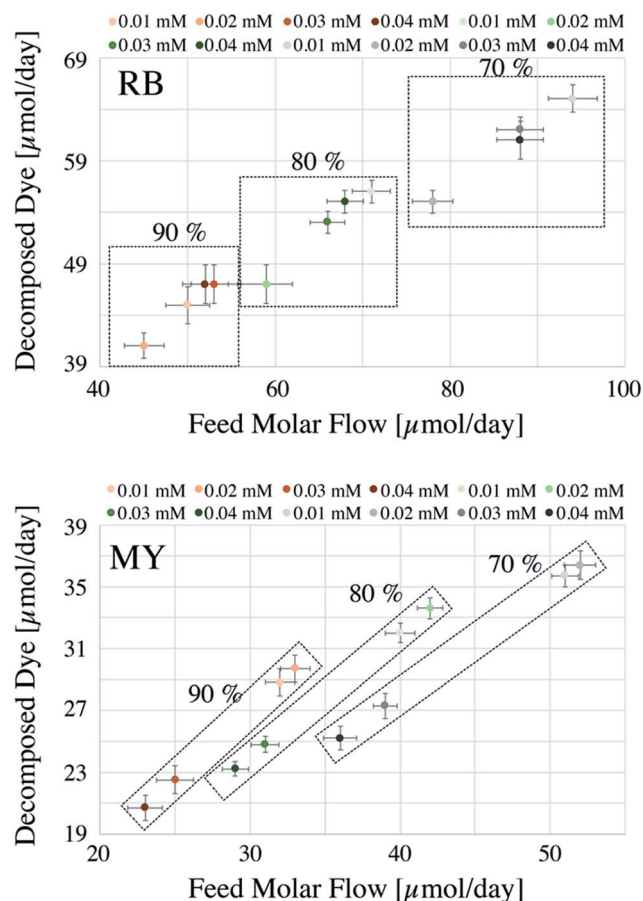 0.01 mM 0.02 mM 0.03 mM 0.04 mM 0.01 mM 0.02 mM
0.03 mM 0.04 mM 0.01 mM 0.02 mM 0.03 mM 0.04 mM
69
RB
70 %
59
80 %
90 %
49
39
40 60 80 100
Decomposed Dye [µmol/day]
Feed Molar Flow [µmol/day]
0.01 mM 0.02 mM 0.03 mM 0.04 mM 0.01 mM 0.02 mM
0.03 mM 0.04 mM 0.01 mM 0.02 mM 0.03 mM 0.04 mM
39
MY
70 %
35
80 %
31
90 %
27
23
19
20 30 40 50
Decomposed Dye [µmol/day]
Feed Molar Flow [µmol/day]